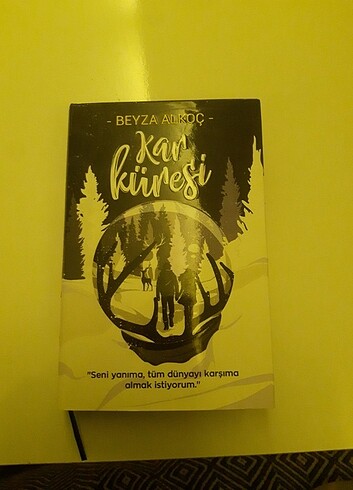 - BEYZA ALKOÇ -
Kar
küresi
"Seni yanıma, tüm dünyayı karşıma
almak istiyorum."